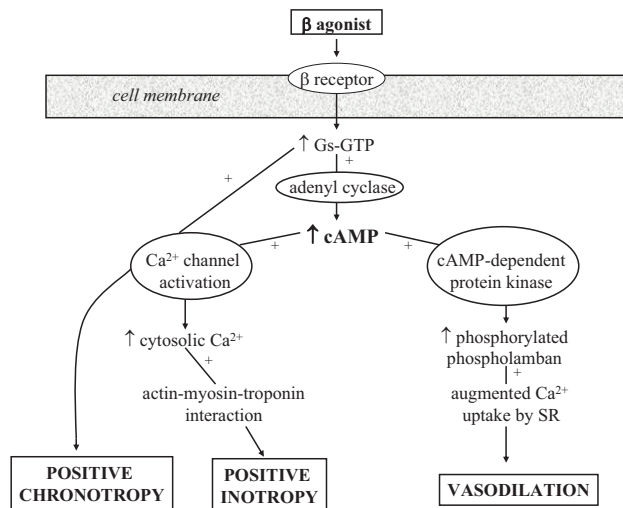 β agonist
β receptor
cell membrane
↑ Gs-GTP
+
+
adenyl cyclase
↑ cAMP
+
+
Ca²⁺ channel
activation
cAMP-dependent
protein kinase
↑ cytosolic Ca²⁺
+
↑ phosphorylated
phospholamban
+
actin-myosin-troponin
interaction
augmented Ca²⁺
uptake by SR
POSITIVE
CHRONOTROPY
POSITIVE
INOTROPY
VASODILATION